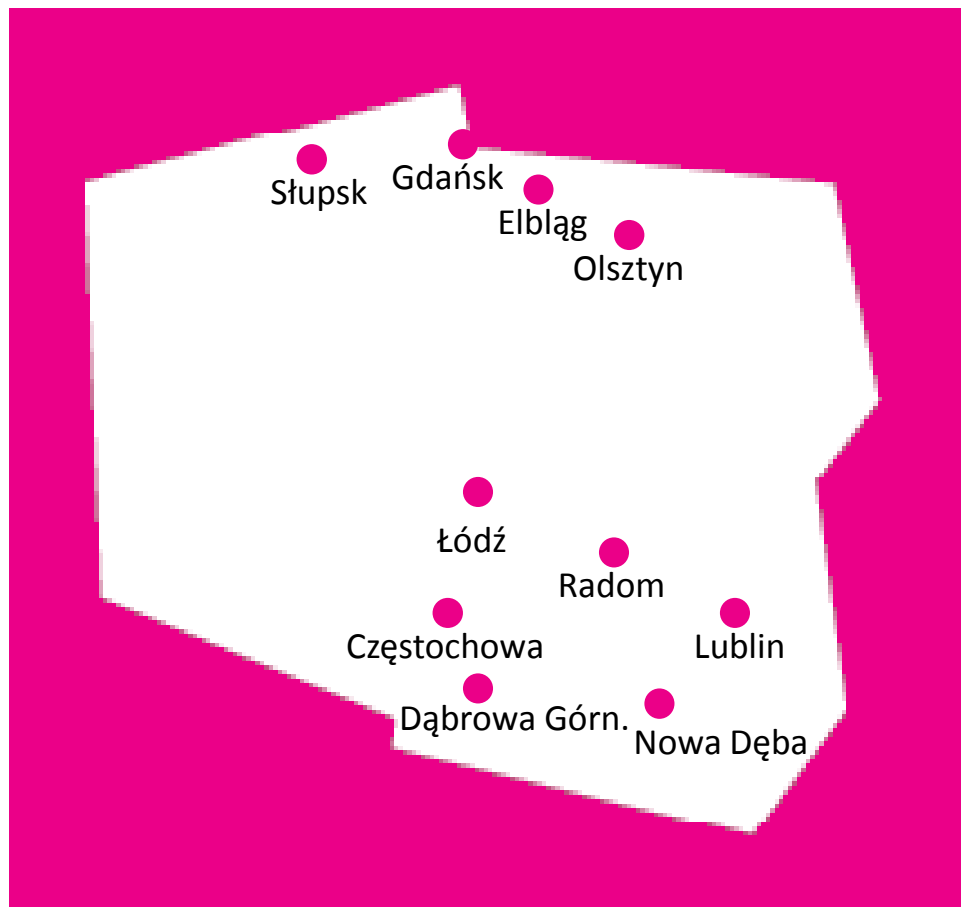 Słupsk
Gdańsk
Elbląg
Olsztyn
Łódź
Radom
Częstochowa
Lublin
Dąbrowa Górn.
Nowa Dęba